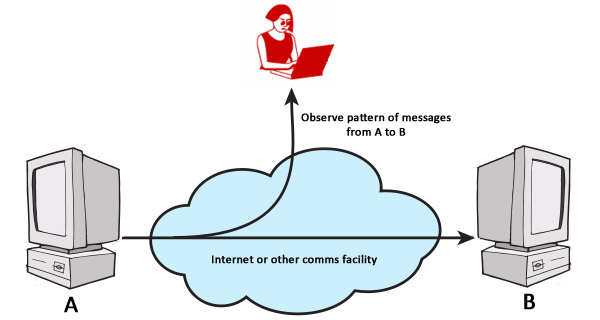 Observe pattern of messages
from A to B
Internet or other comms facility
A
B